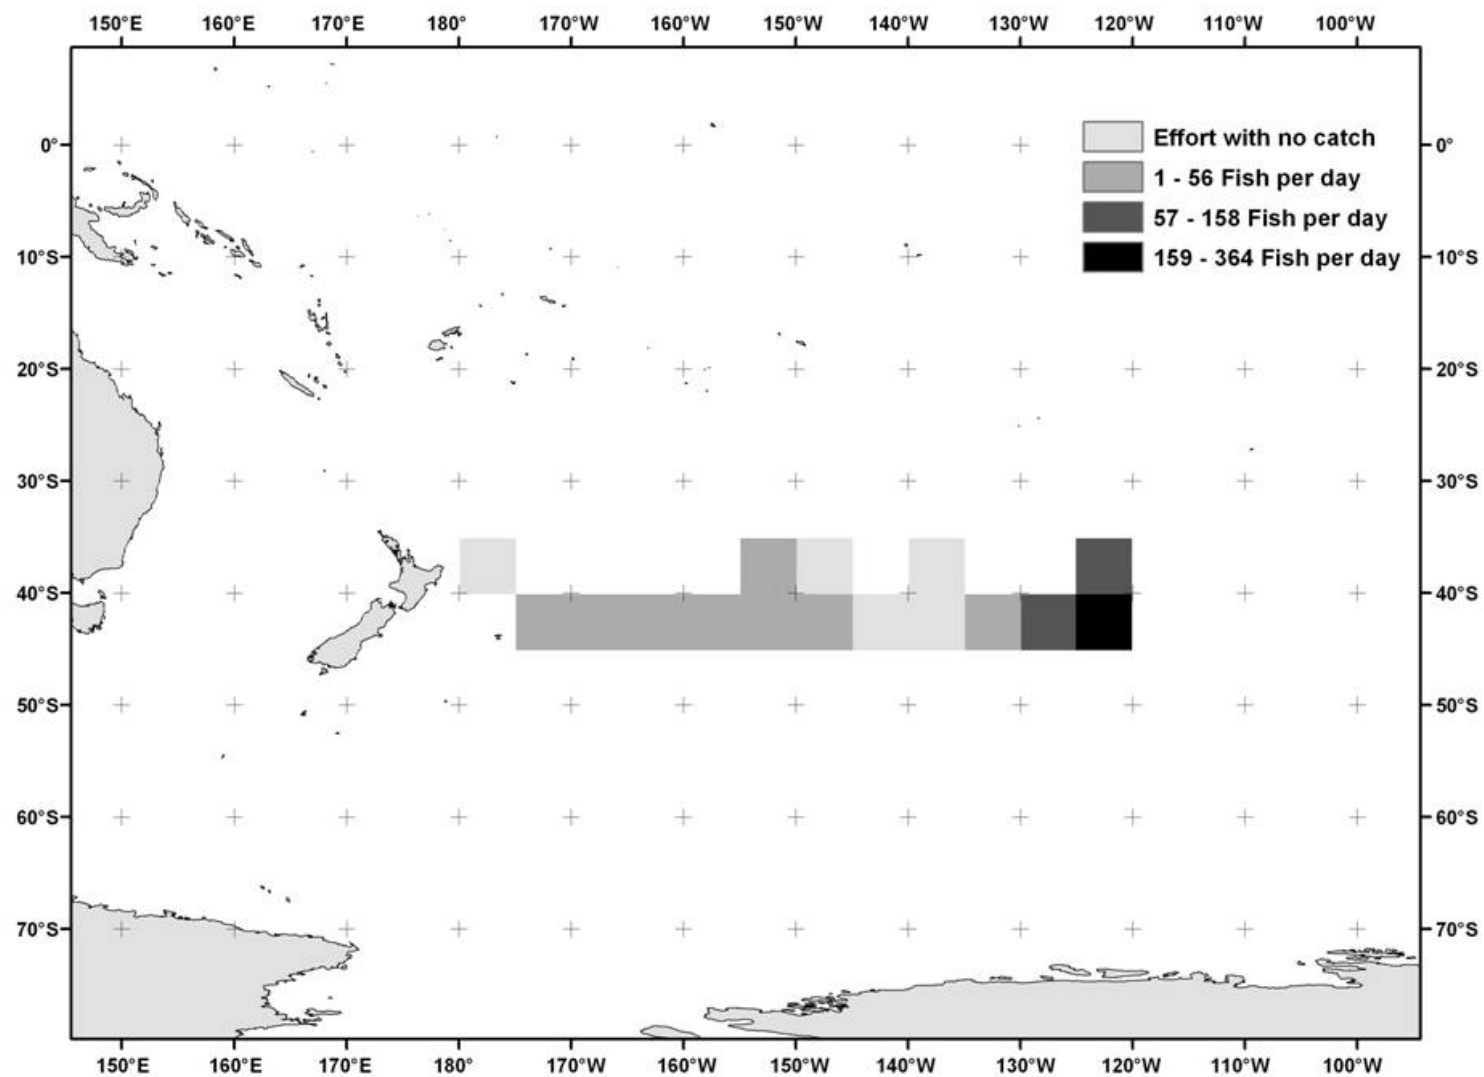 150°E 160°E 170°E 180° 170°W 160°W 150°W 140°W 130°W 120°W 110°W 100°W
Effort with no catch
1 - 56 Fish per day
57 - 158 Fish per day
159 - 364 Fish per day
0° 0°
10°S 10°S
20°S 20°S
30°S 30°S
40°S 40°S
50°S 50°S
60°S 60°S
70°S 70°S
150°E 160°E 170°E 180° 170°W 160°W 150°W 140°W 130°W 120°W 110°W 100°W